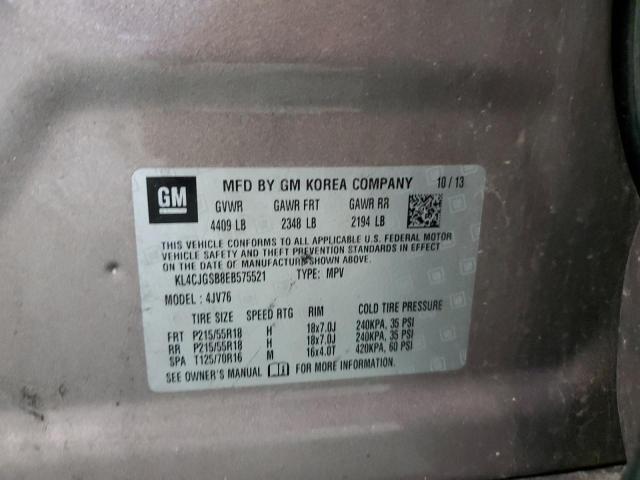 GM
MFD BY GM KOREA COMPANY 10 / 13
GVWR GAWR FRT GAWR RR
4409 LB 2348 LB 2194 LB
THIS VEHICLE CONFORMS TO ALL APPLICABLE U.S. FEDERAL MOTOR
VEHICLE SAFETY AND THEFT PREVENTION STANDARDS IN EFFECT ON THE
DATE OF MANUFACTURE SHOWN ABOVE.
KL4CJGSB8EB575521 TYPE: MPV
MODEL : 4JV76
TIRE SIZE SPEED RTG RIM COLD TIRE PRESSURE
FRT P215/55R18 H 18x7.0J 240KPA, 35 PSI
RR P215/55R18 H 18x7.0J 240KPA, 35 PSI
SPA T125/70R16 M 16x4.0T 420KPA, 60 PSI
SEE OWNER'S MANUAL FOR MORE INFORMATION.